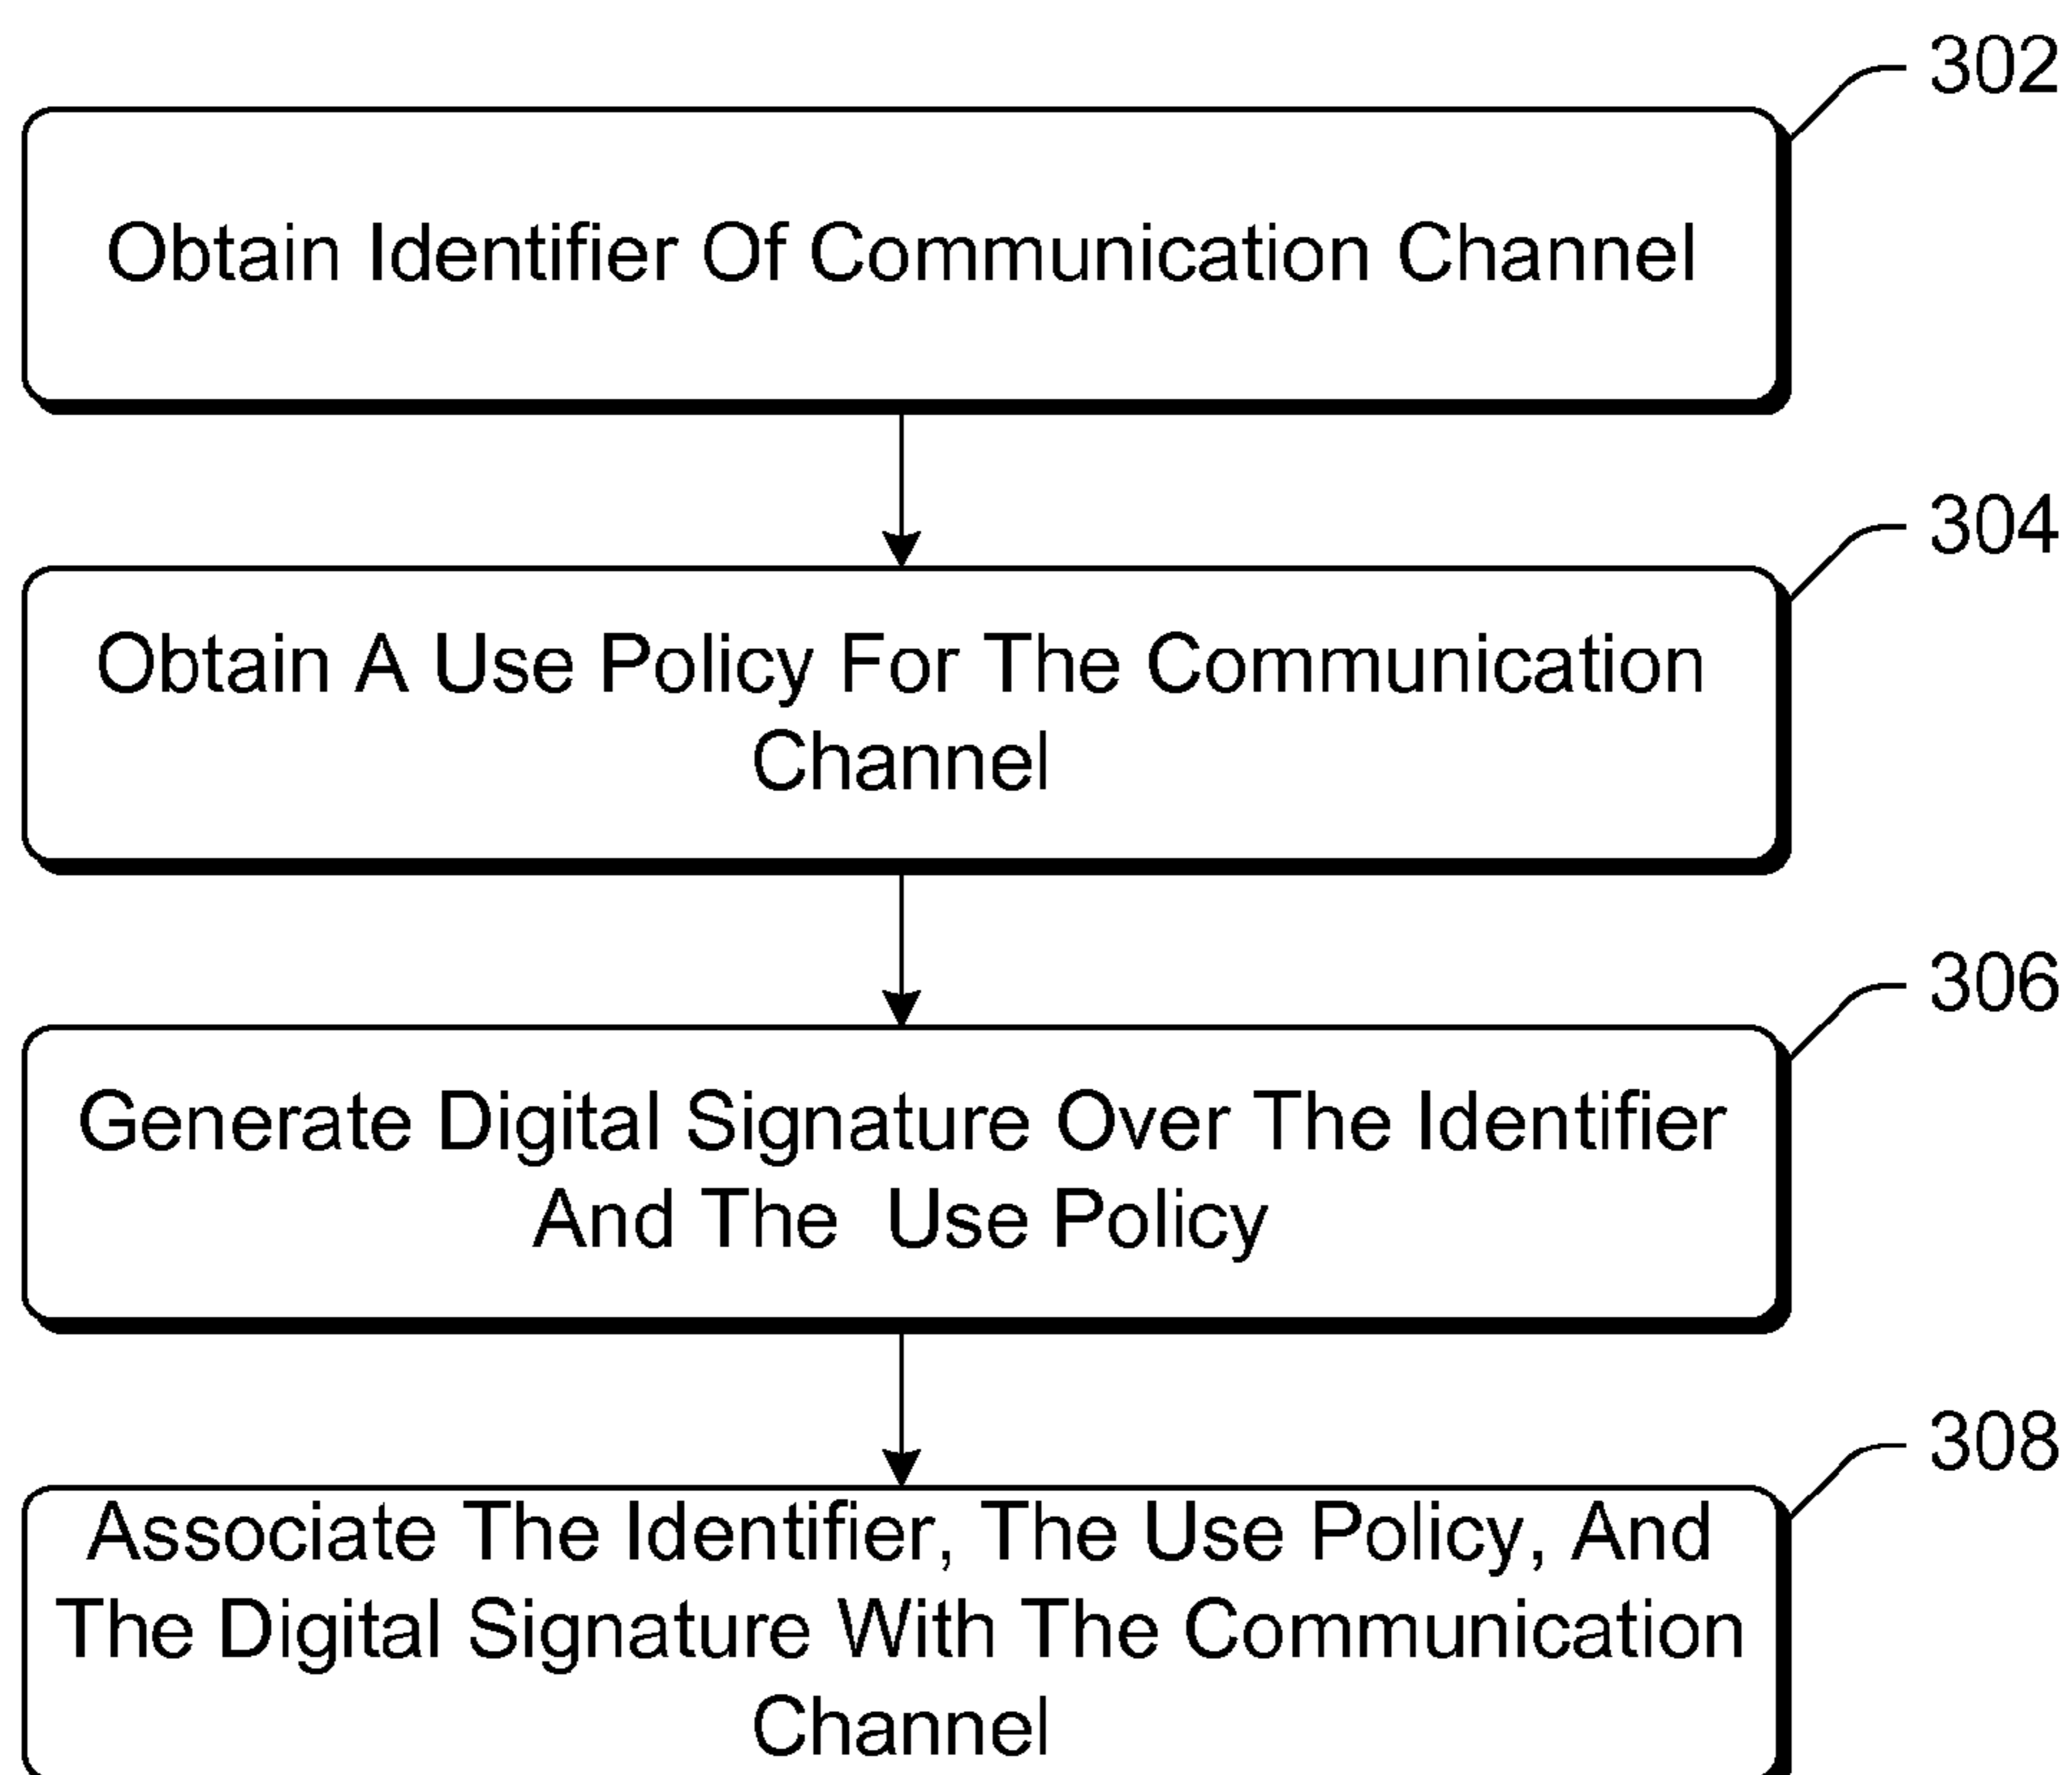 302
Obtain Identifier Of Communication Channel
304
Obtain A Use Policy For The Communication
Channel
306
Generate Digital Signature Over The Identifier
And The Use Policy
308
Associate The Identifier, The Use Policy, And
The Digital Signature With The Communication
Channel